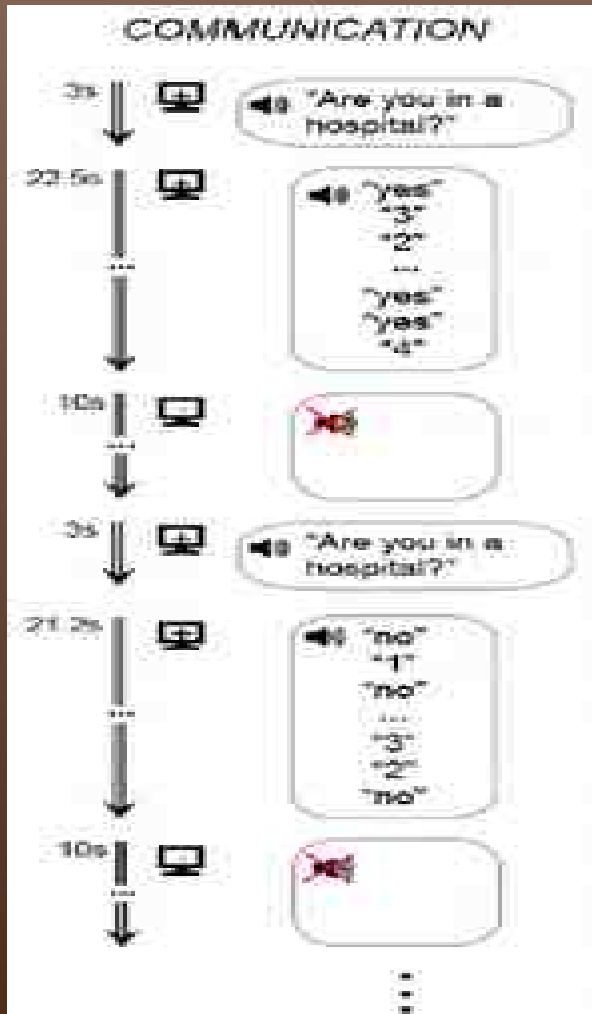 COMMUNICATION
3s
"Are you in a
hospital?"
22.5s
"yes"
"3"
"2"
...
"yes"
"yes"
"4"
10s
...
3s
"Are you in a
hospital?"
21.2s
"no"
"1"
"no"
...
"3"
"2"
"no"
10s
...